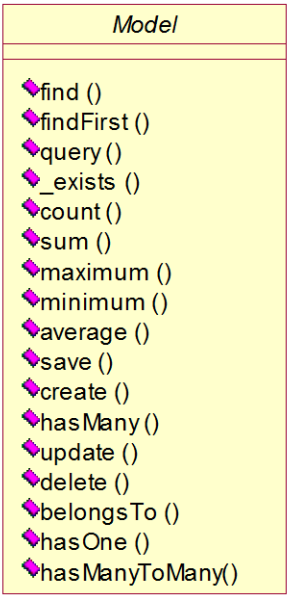 Model
find ()
findFirst ()
query ()
_exists ()
count ()
sum ()
maximum ()
minimum ()
average ()
save ()
create ()
hasMany ()
update ()
delete ()
belongsTo ()
hasOne ()
hasManyToMany()